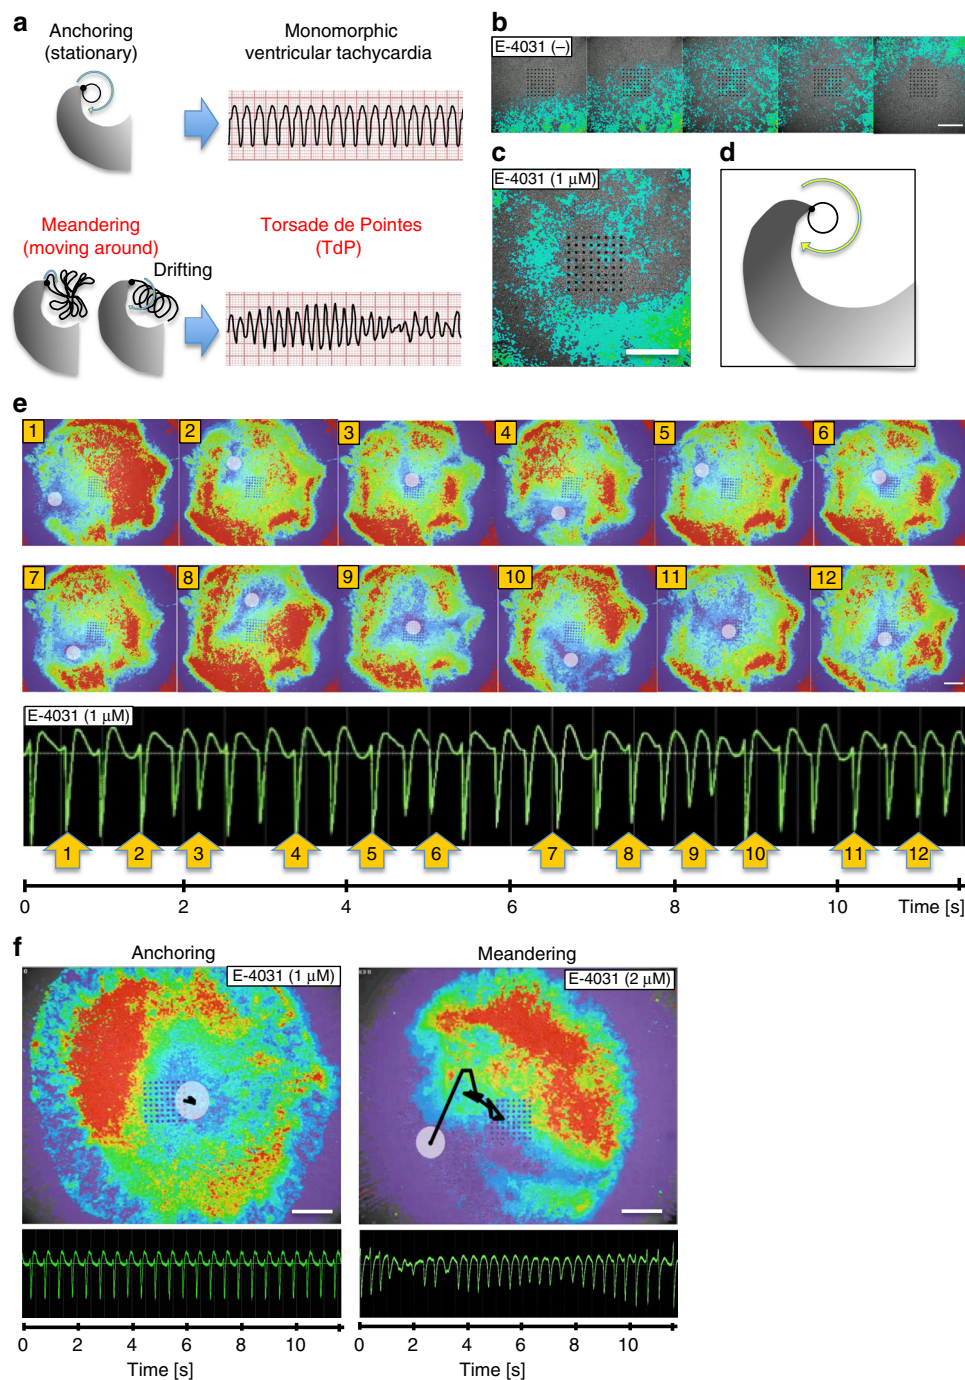 a
Anchoring
(stationary)
Monomorphic
ventricular tachycardia
Meandering
(moving around)
Drifting
Torsade de Pointes
(TdP)
b
E-4031 (–)
c
E-4031 (1 μM)
d
e
1
2
3
4
5
6
7
8
9
10
11
12
E-4031 (1 μM)
1
2
3
4
5
6
7
8
9
10
11
12
0
2
4
6
8
10
Time [s]
f
Anchoring
E-4031 (1 μM)
0
2
4
6
8
10
Time [s]
Meandering
E-4031 (2 μM)
0
2
4
6
8
10
Time [s]